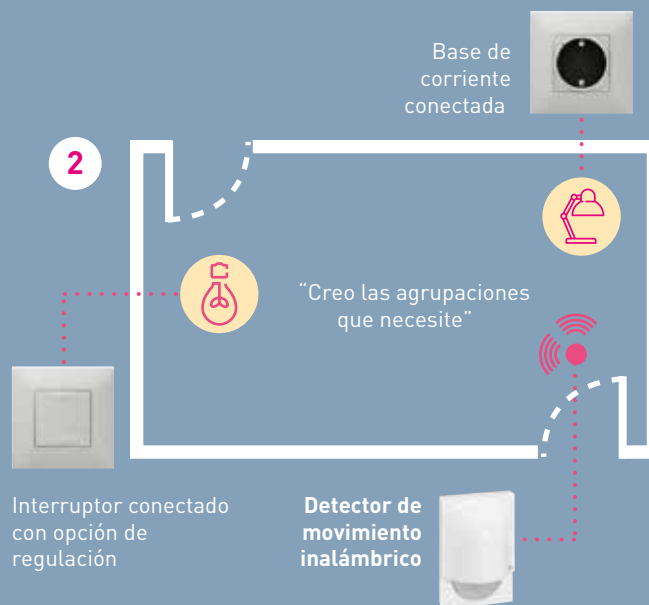 Base de
corriente
conectada
2
“Creo las agrupaciones
que necesite”
Interruptor conectado
con opción de
regulación
Detector de
movimiento
inalámbrico